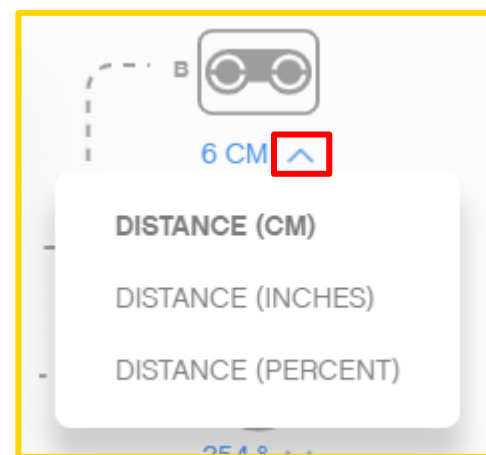 B
6 CM
DISTANCE (CM)
DISTANCE (INCHES)
DISTANCE (PERCENT)